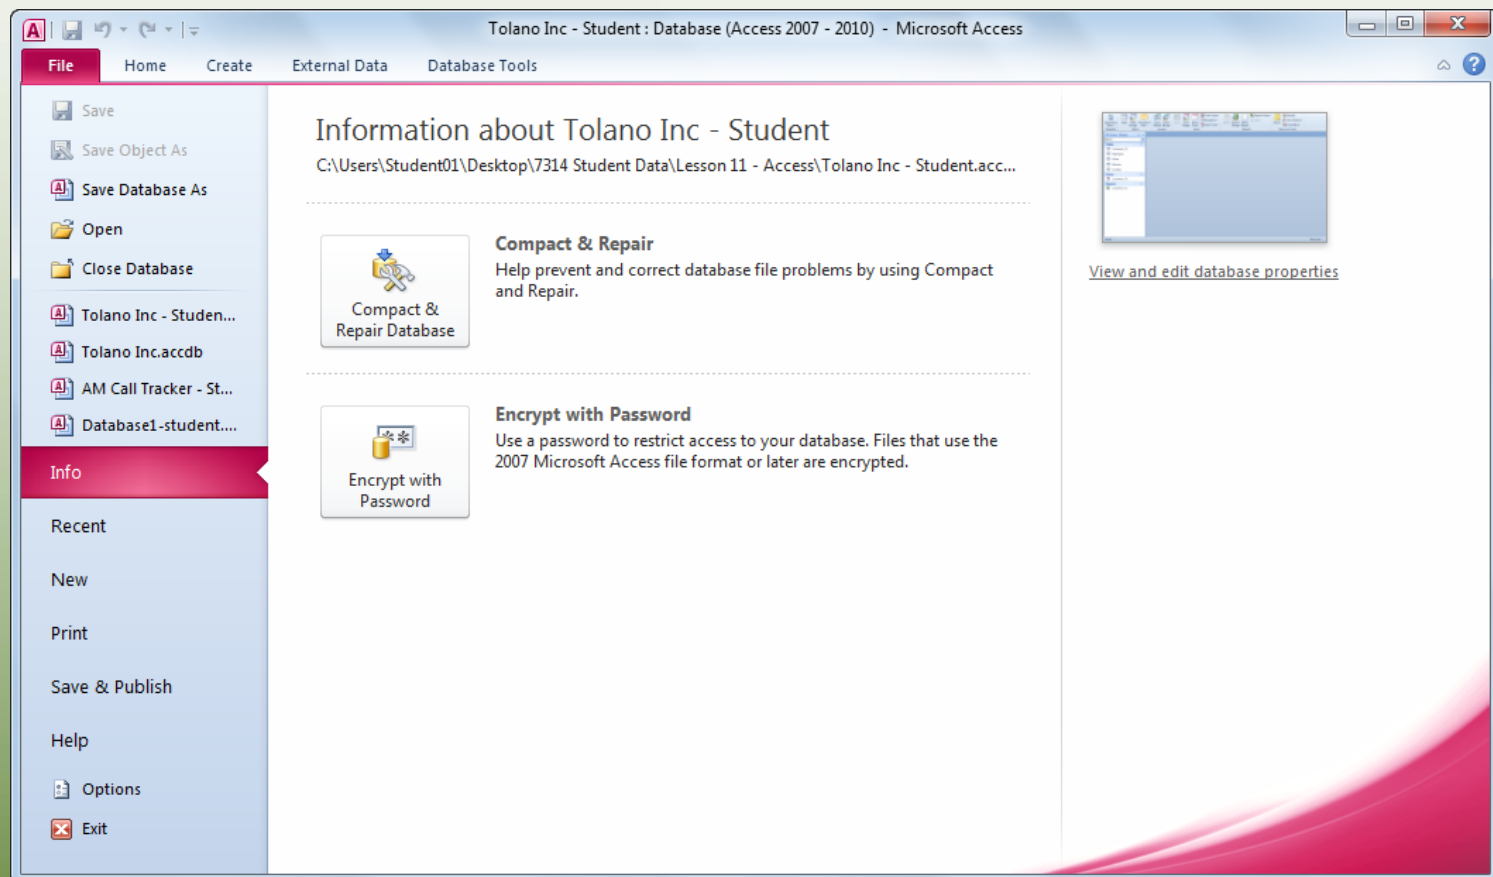 Tolano Inc - Student : Database (Access 2007 - 2010) - Microsoft Access
File Home Create External Data Database Tools
Save
Save Object As
Save Database As
Open
Close Database
Tolano Inc - Studen...
Tolano Inc.accdb
AM Call Tracker - St...
Database1-student....
Info
Recent
New
Print
Save & Publish
Help
Options
Exit
Information about Tolano Inc - Student
C:\Users\Student01\Desktop\7314 Student Data\Lesson 11 - Access\Tolano Inc - Student.acc...
Compact &
Repair Database
Compact & Repair
Help prevent and correct database file problems by using Compact
and Repair.
Encrypt with
Password
Encrypt with Password
Use a password to restrict access to your database. Files that use the
2007 Microsoft Access file format or later are encrypted.
View and edit database properties